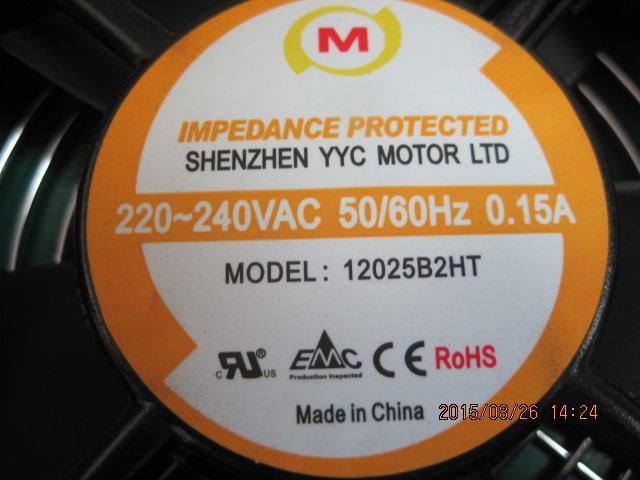 M
IMPEDANCE PROTECTED
SHENZHEN YYC MOTOR LTD
220~240VAC 50/60Hz 0.15A
MODEL: 12025B2HT
c RU® US EMC CE RoHS
Production Inspected
Made in China
2015/08/26 14:24